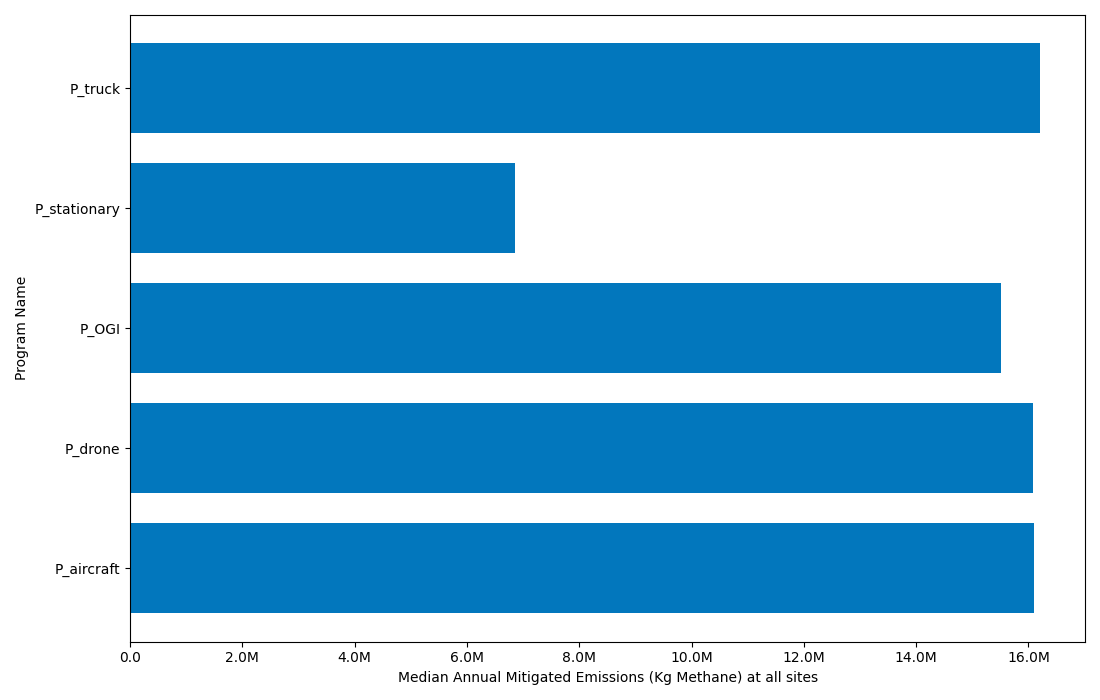 P_truck
P_stationary
P_OGI
P_drone
P_aircraft
Program Name
0.0 2.0M 4.0M 6.0M 8.0M 10.0M 12.0M 14.0M 16.0M
Median Annual Mitigated Emissions (Kg Methane) at all sites